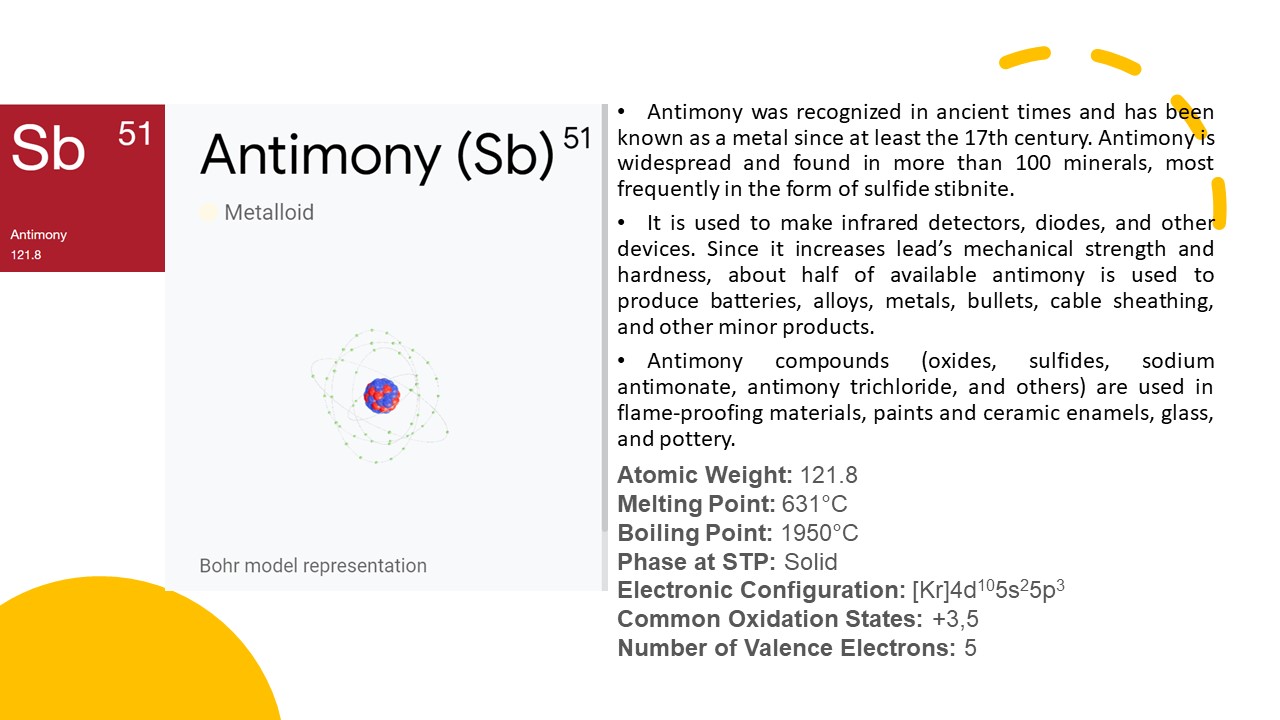 Sb 51
Antimony
121.8
Antimony (Sb) 51
Metalloid
Bohr model representation
• Antimony was recognized in ancient times and has been
known as a metal since at least the 17th century. Antimony is
widespread and found in more than 100 minerals, most
frequently in the form of sulfide stibnite.
• It is used to make infrared detectors, diodes, and other
devices. Since it increases lead’s mechanical strength and
hardness, about half of available antimony is used to
produce batteries, alloys, metals, bullets, cable sheathing,
and other minor products.
• Antimony compounds (oxides, sulfides, sodium
antimonate, antimony trichloride, and others) are used in
flame-proofing materials, paints and ceramic enamels, glass,
and pottery.
Atomic Weight: 121.8
Melting Point: 631°C
Boiling Point: 1950°C
Phase at STP: Solid
Electronic Configuration: [Kr]4d¹⁰5s²5p³
Common Oxidation States: +3,5
Number of Valence Electrons: 5